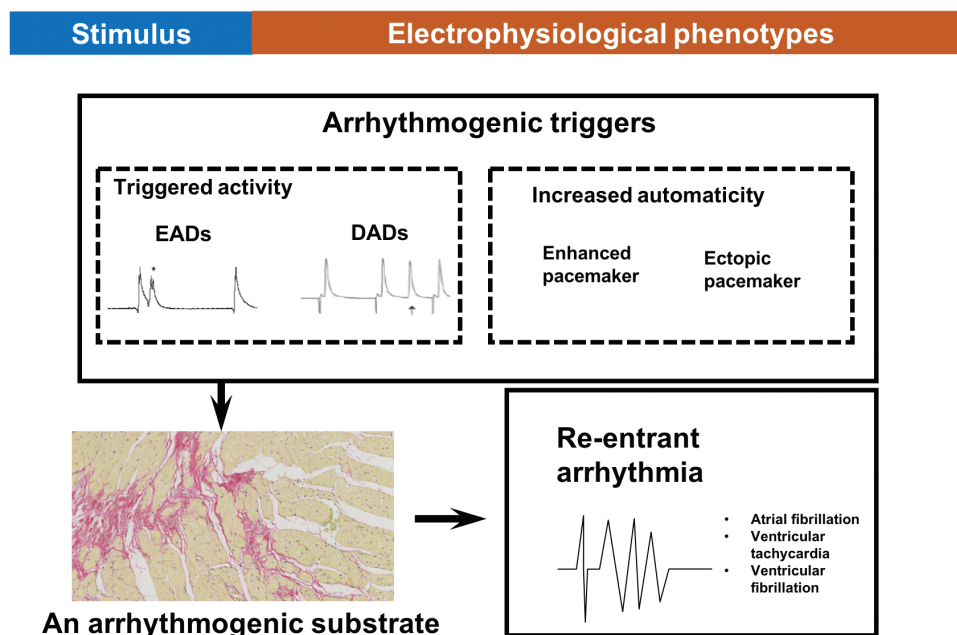 Stimulus
Electrophysiological phenotypes
Arrhythmogenic triggers
Triggered activity
EADs
DADs
*
Increased automaticity
Enhanced
pacemaker
Ectopic
pacemaker
An arrhythmogenic substrate
Re-entrant
arrhythmia
• Atrial fibrillation
• Ventricular
tachycardia
• Ventricular
fibrillation